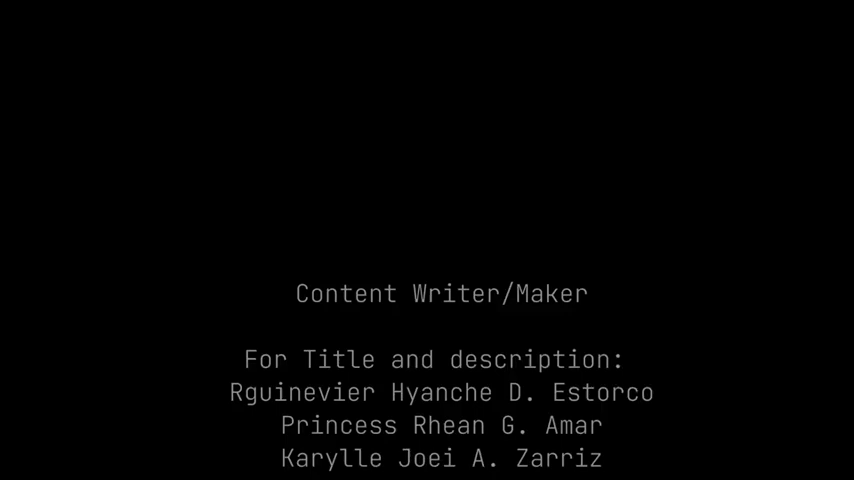 Content Writer/Maker
For Title and description:
Rguinevier Hyanche D. Estorco
Princess Rhean G. Amar
Karylle Joei A. Zarriz